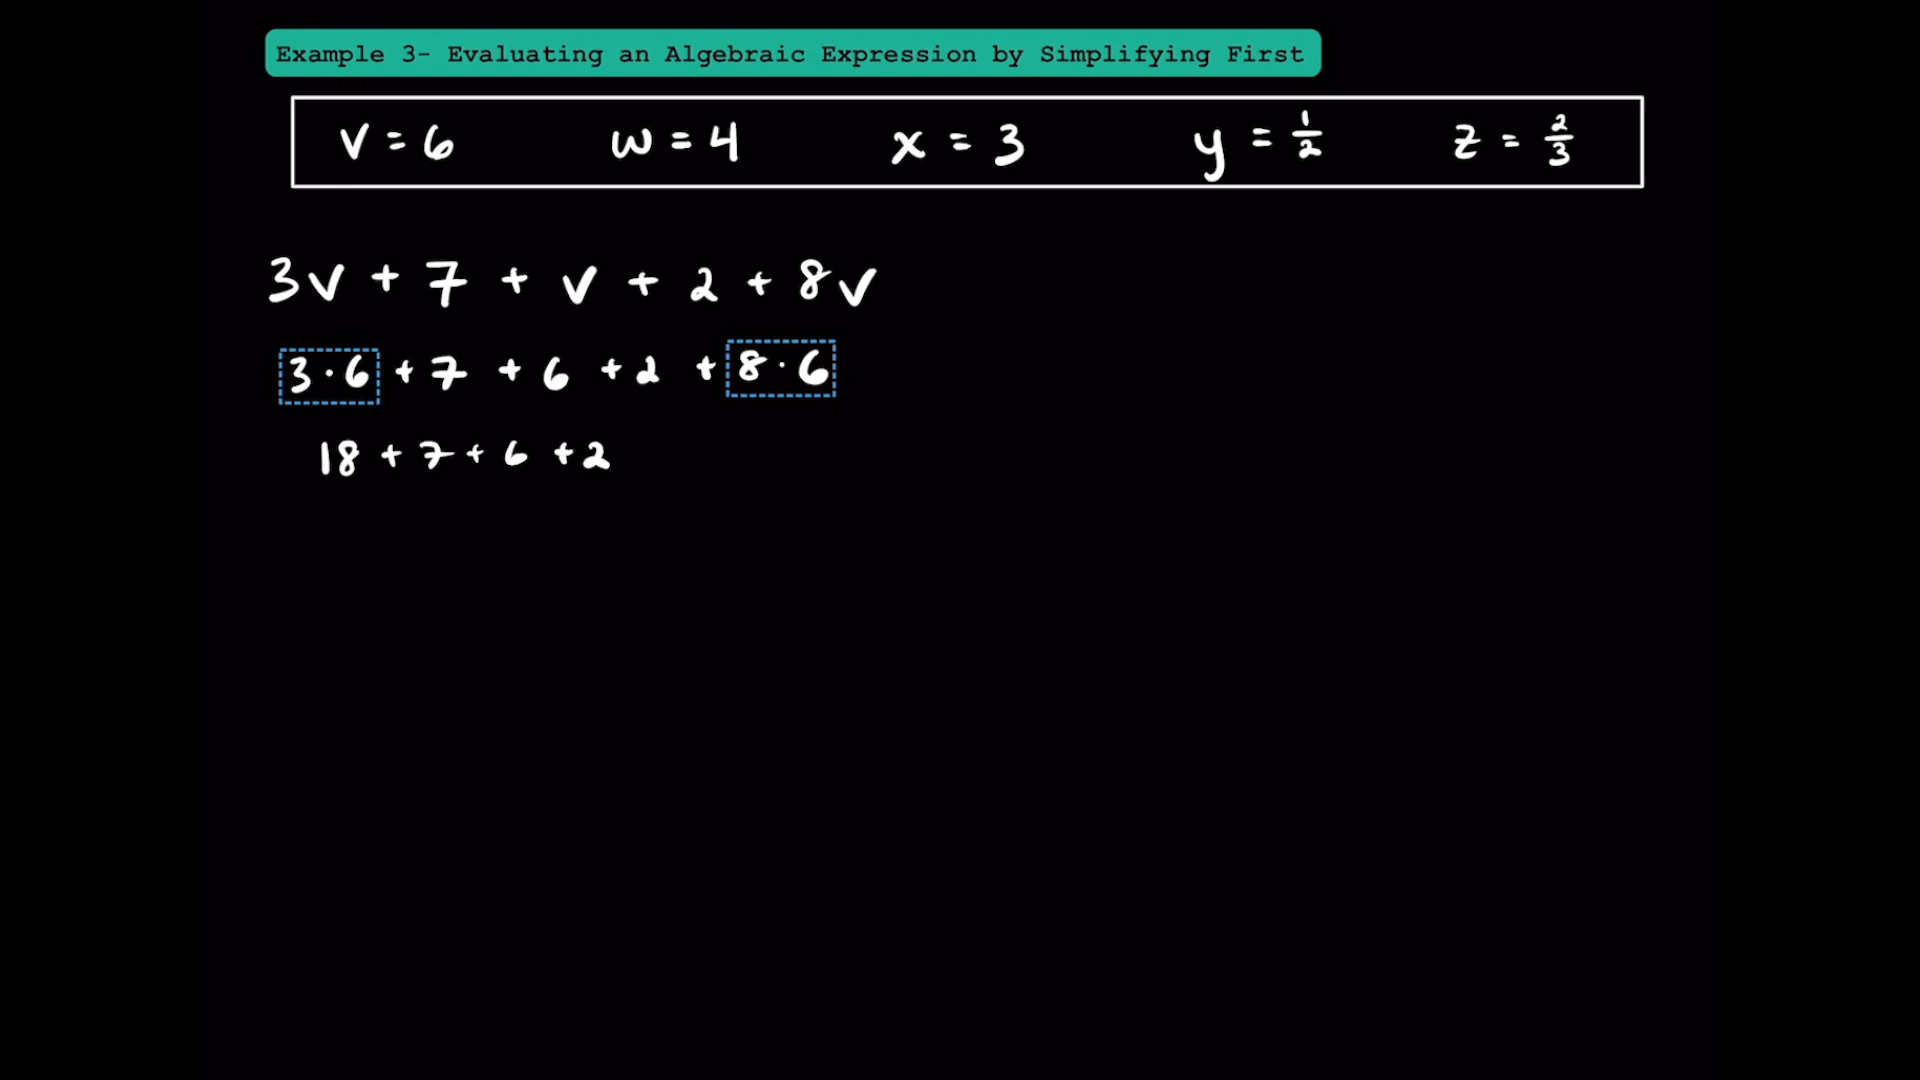 Example 3- Evaluating an Algebraic Expression by Simplifying First
v = 6 w = 4 x = 3 y = 1/2 z = 2/3
3v + 7 + v + 2 + 8v
3 · 6 + 7 + 6 + 2 + 8 · 6
18 + 7 + 6 + 2